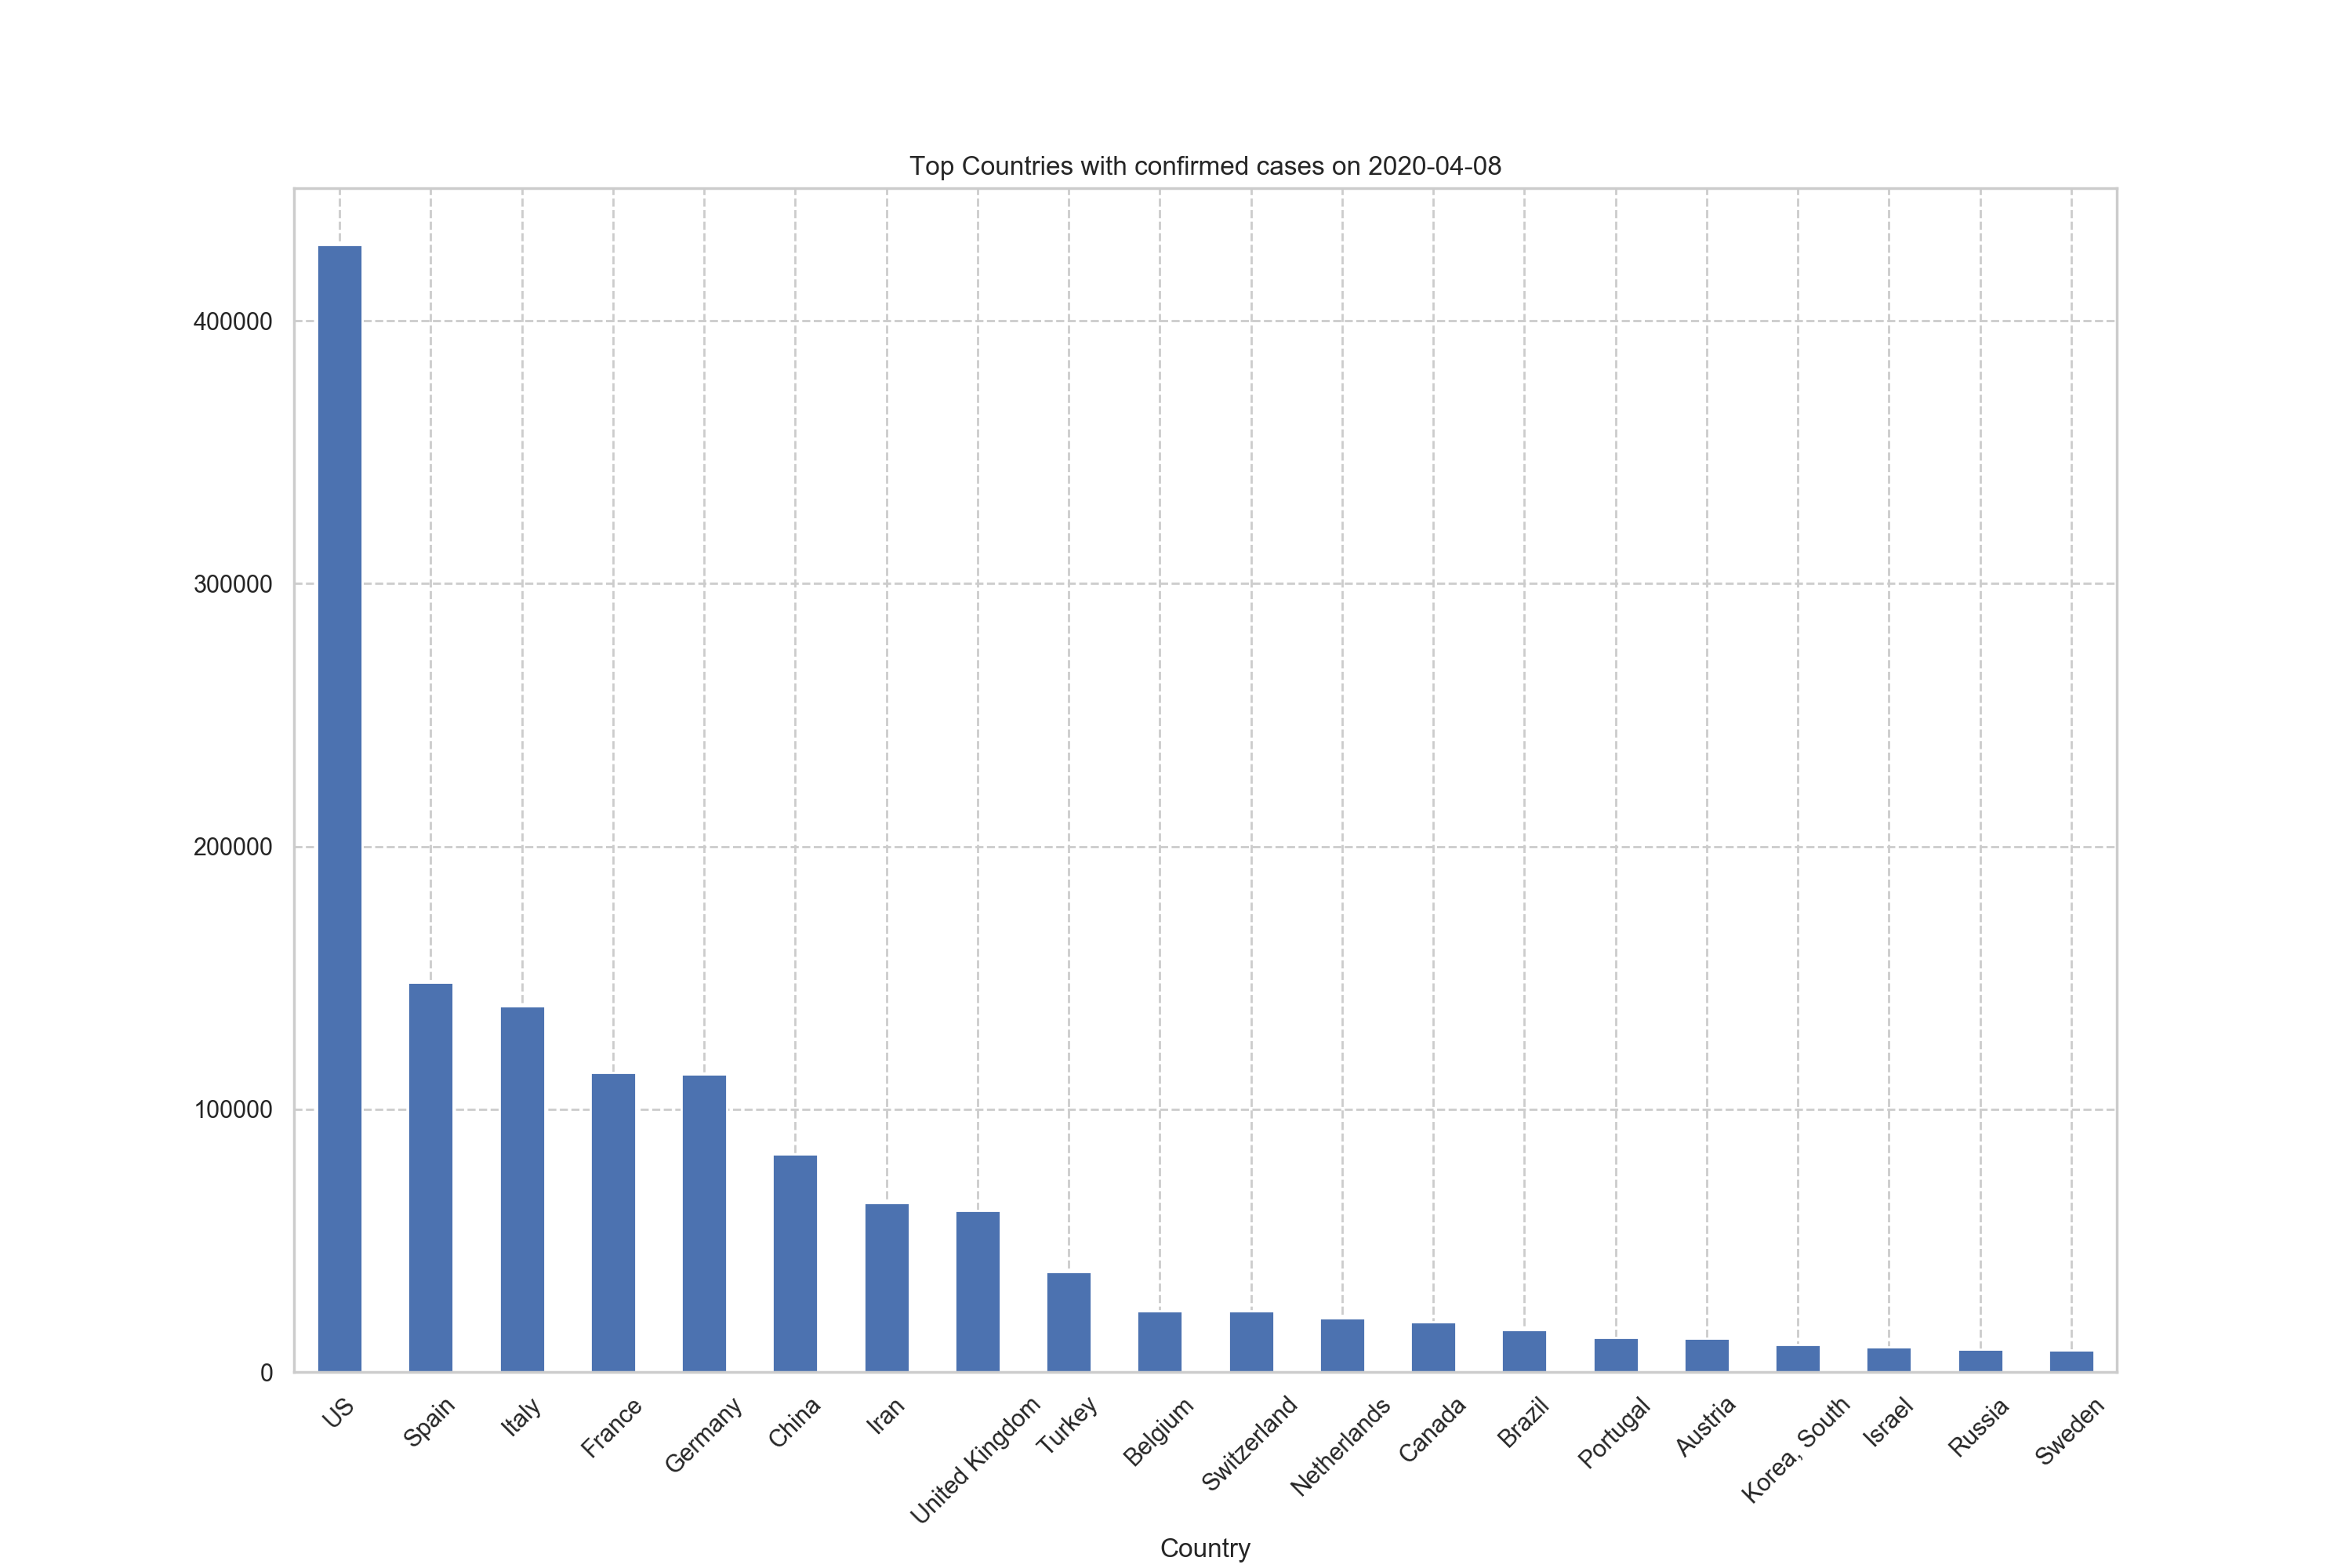 Top Countries with confirmed cases on 2020-04-08
400000
300000
200000
100000
0
US
Spain
Italy
France
Germany
China
Iran
United Kingdom
Turkey
Belgium
Switzerland
Netherlands
Canada
Brazil
Portugal
Austria
Korea, South
Israel
Russia
Sweden
Country